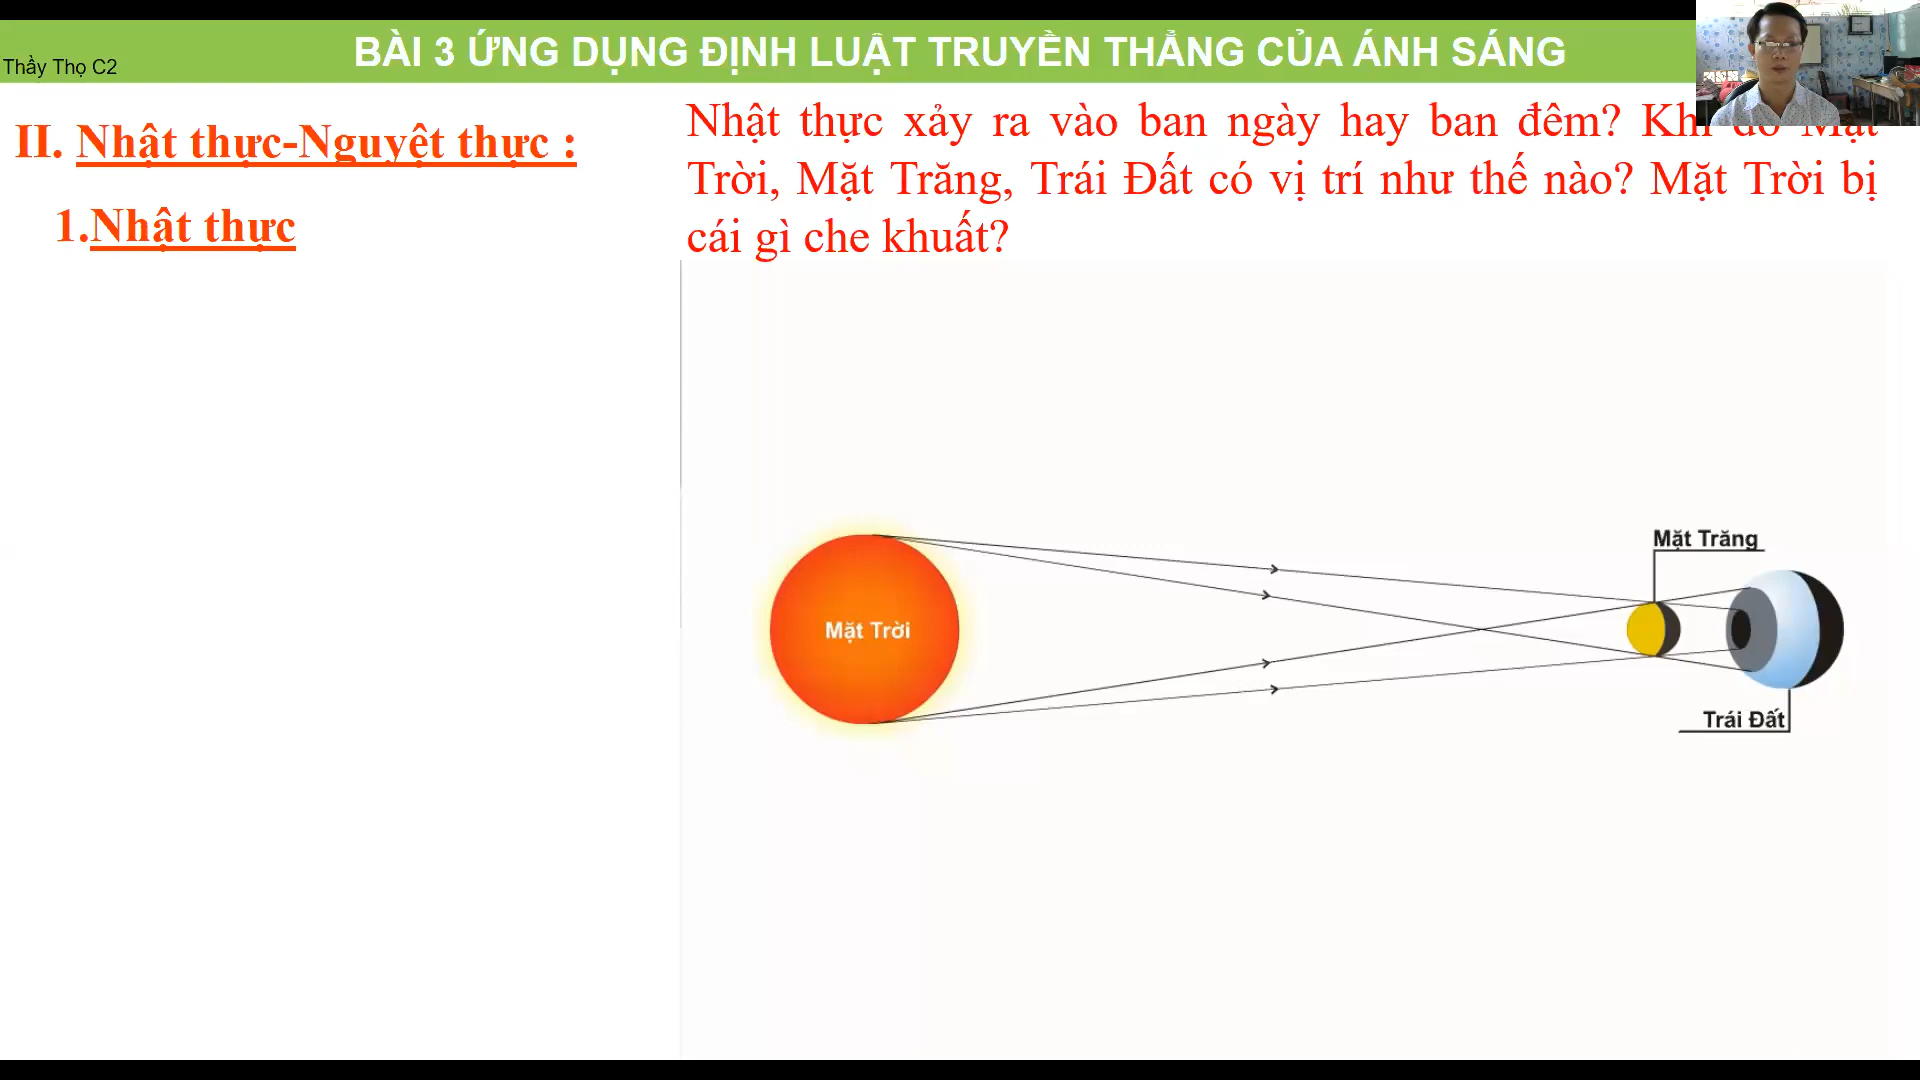 BÀI 3 ỨNG DỤNG ĐỊNH LUẬT TRUYỀN THẲNG CỦA ÁNH SÁNG
Thầy Thọ C2
II. Nhật thực-Nguyệt thực :
1.Nhật thực
Nhật thực xảy ra vào ban ngày hay ban đêm? Khi đó Mặt
Trời, Mặt Trăng, Trái Đất có vị trí như thế nào? Mặt Trời bị
cái gì che khuất?
Mặt Trăng
Mặt Trời
Trái Đất